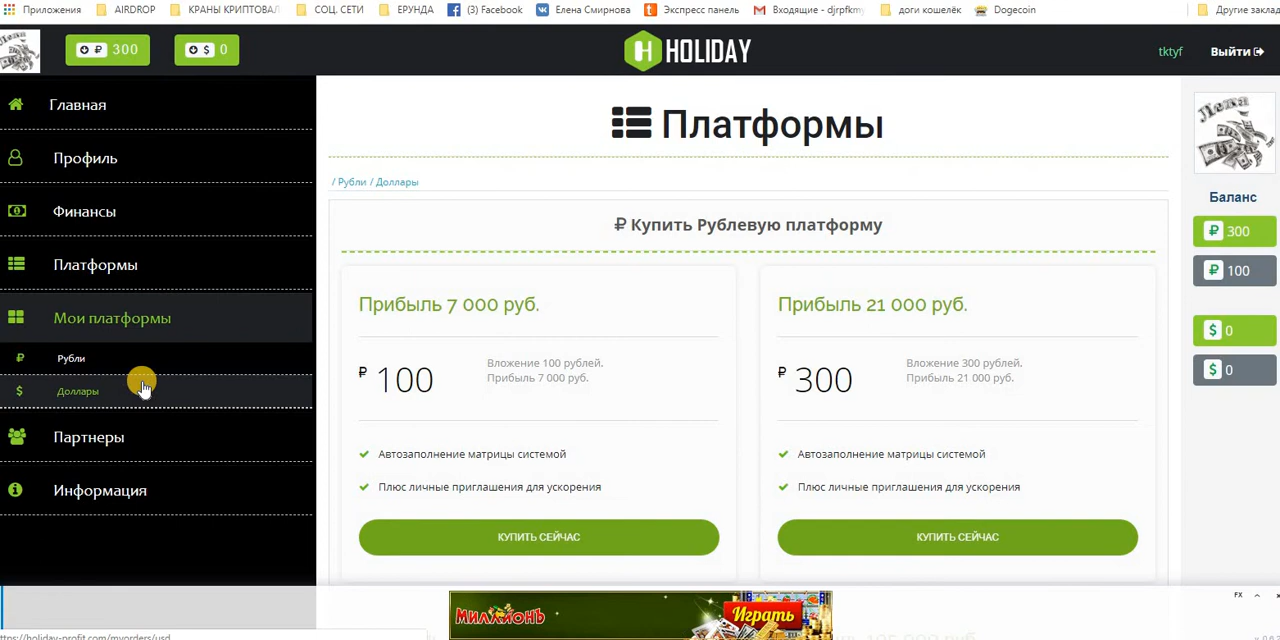 Приложения AIRDROP КРАНЫ КРИПТОВАЛ СОЦ. СЕТИ ЕРУНДА (3) Facebook Елена Смирнова Экспресс панель Входящие - djrpfkmy доги кошелёк Dogecoin Другие заклад
₽ 300 $ 0 HOLIDAY tktyf Выйти
Главная
Профиль
Финансы
Платформы
Мои платформы
₽ Рубли
$ Доллары
Партнеры
Информация
Платформы
/ Рубли / Доллары
₽ Купить Рублевую платформу
Прибыль 7 000 руб.
₽ 100
Вложение 100 рублей.
Прибыль 7 000 руб.
Автозаполнение матрицы системой
Плюс личные приглашения для ускорения
КУПИТЬ СЕЙЧАС
Прибыль 21 000 руб.
₽ 300
Вложение 300 рублей.
Прибыль 21 000 руб.
Автозаполнение матрицы системой
Плюс личные приглашения для ускорения
КУПИТЬ СЕЙЧАС
Лена
Баланс
₽ 300
₽ 100
$ 0
$ 0
МИЛЛИОНЪ Играть
FX
ttps://holiday-profit.com/myorders/usd